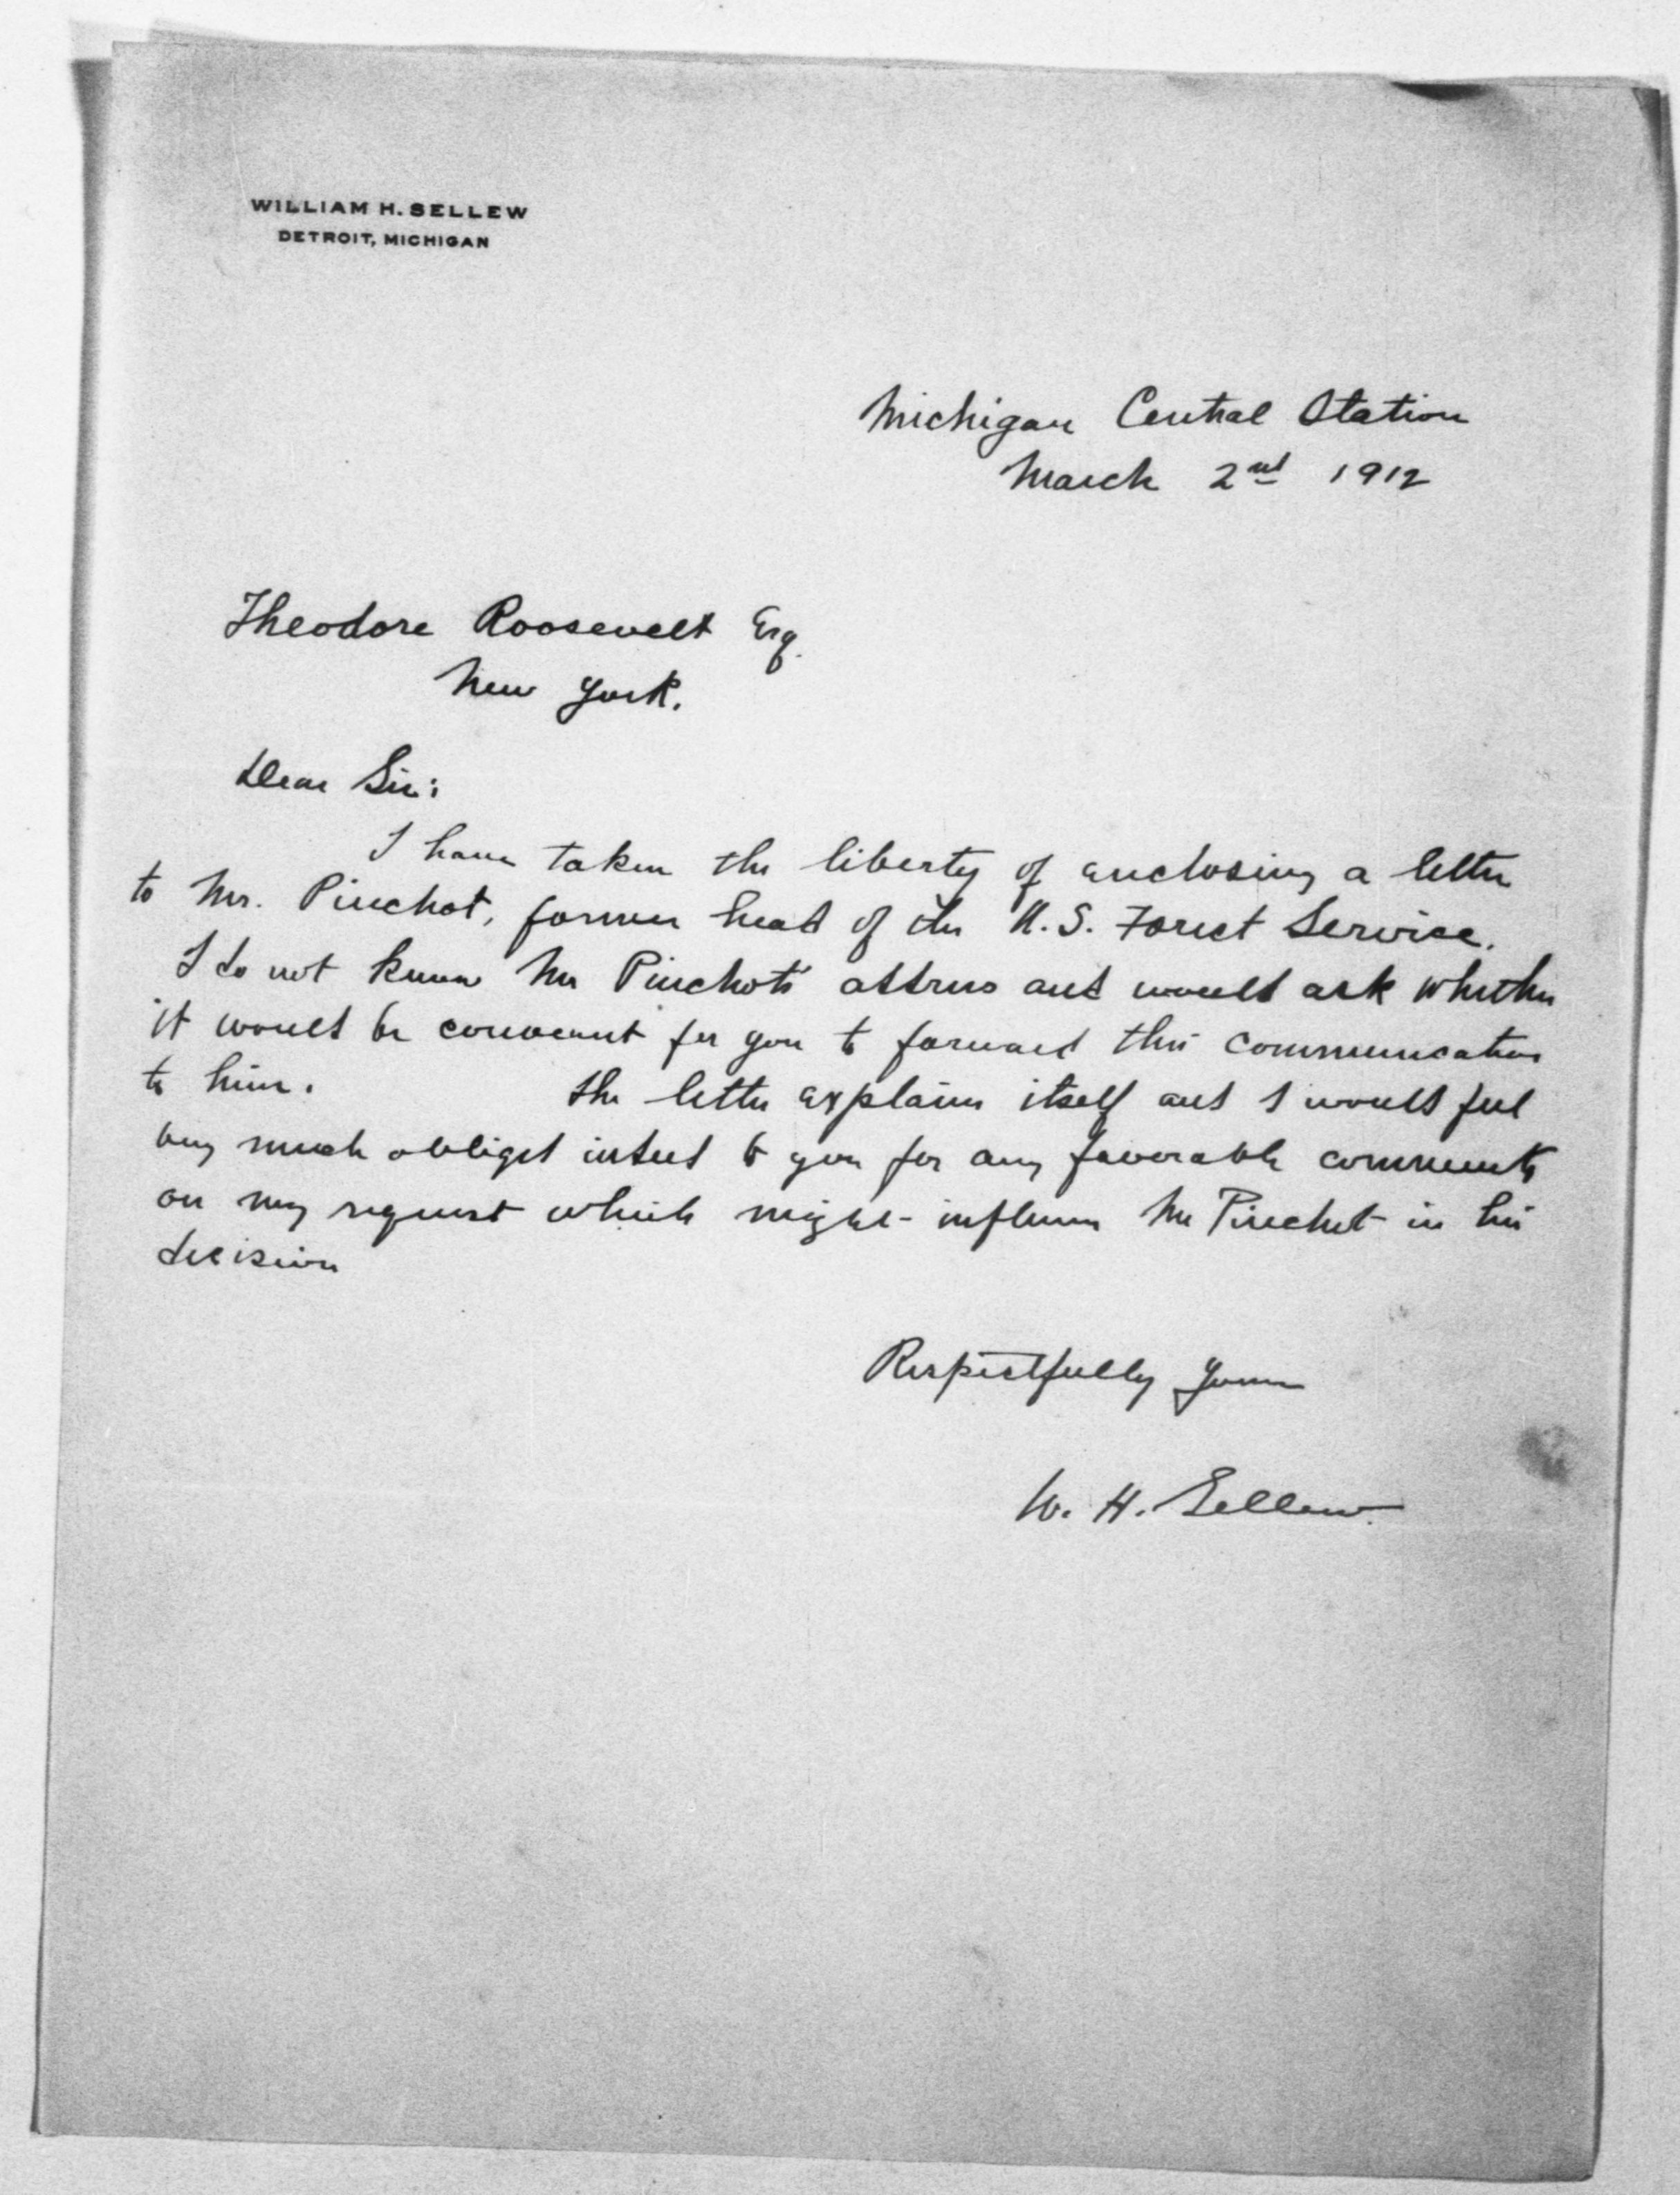 WILLIAM H. SELLEW
DETROIT, MICHIGAN
Michigan Central Station
March 2nd 1912
Theodore Roosevelt Esq.
New York.
Dear Sir:
I have taken the liberty of enclosing a letter
to Mr. Pinchot, former head of the U.S. Forest Service.
I do not know Mr Pinchot's address and would ask whether
it would be convenient for you to forward this communication
to him. The letter explains itself and I would feel
very much obliged indeed to you for any favorable comments
on my request which might influence Mr Pinchot in his
decision
Respectfully Yours
W. H. Sellew.